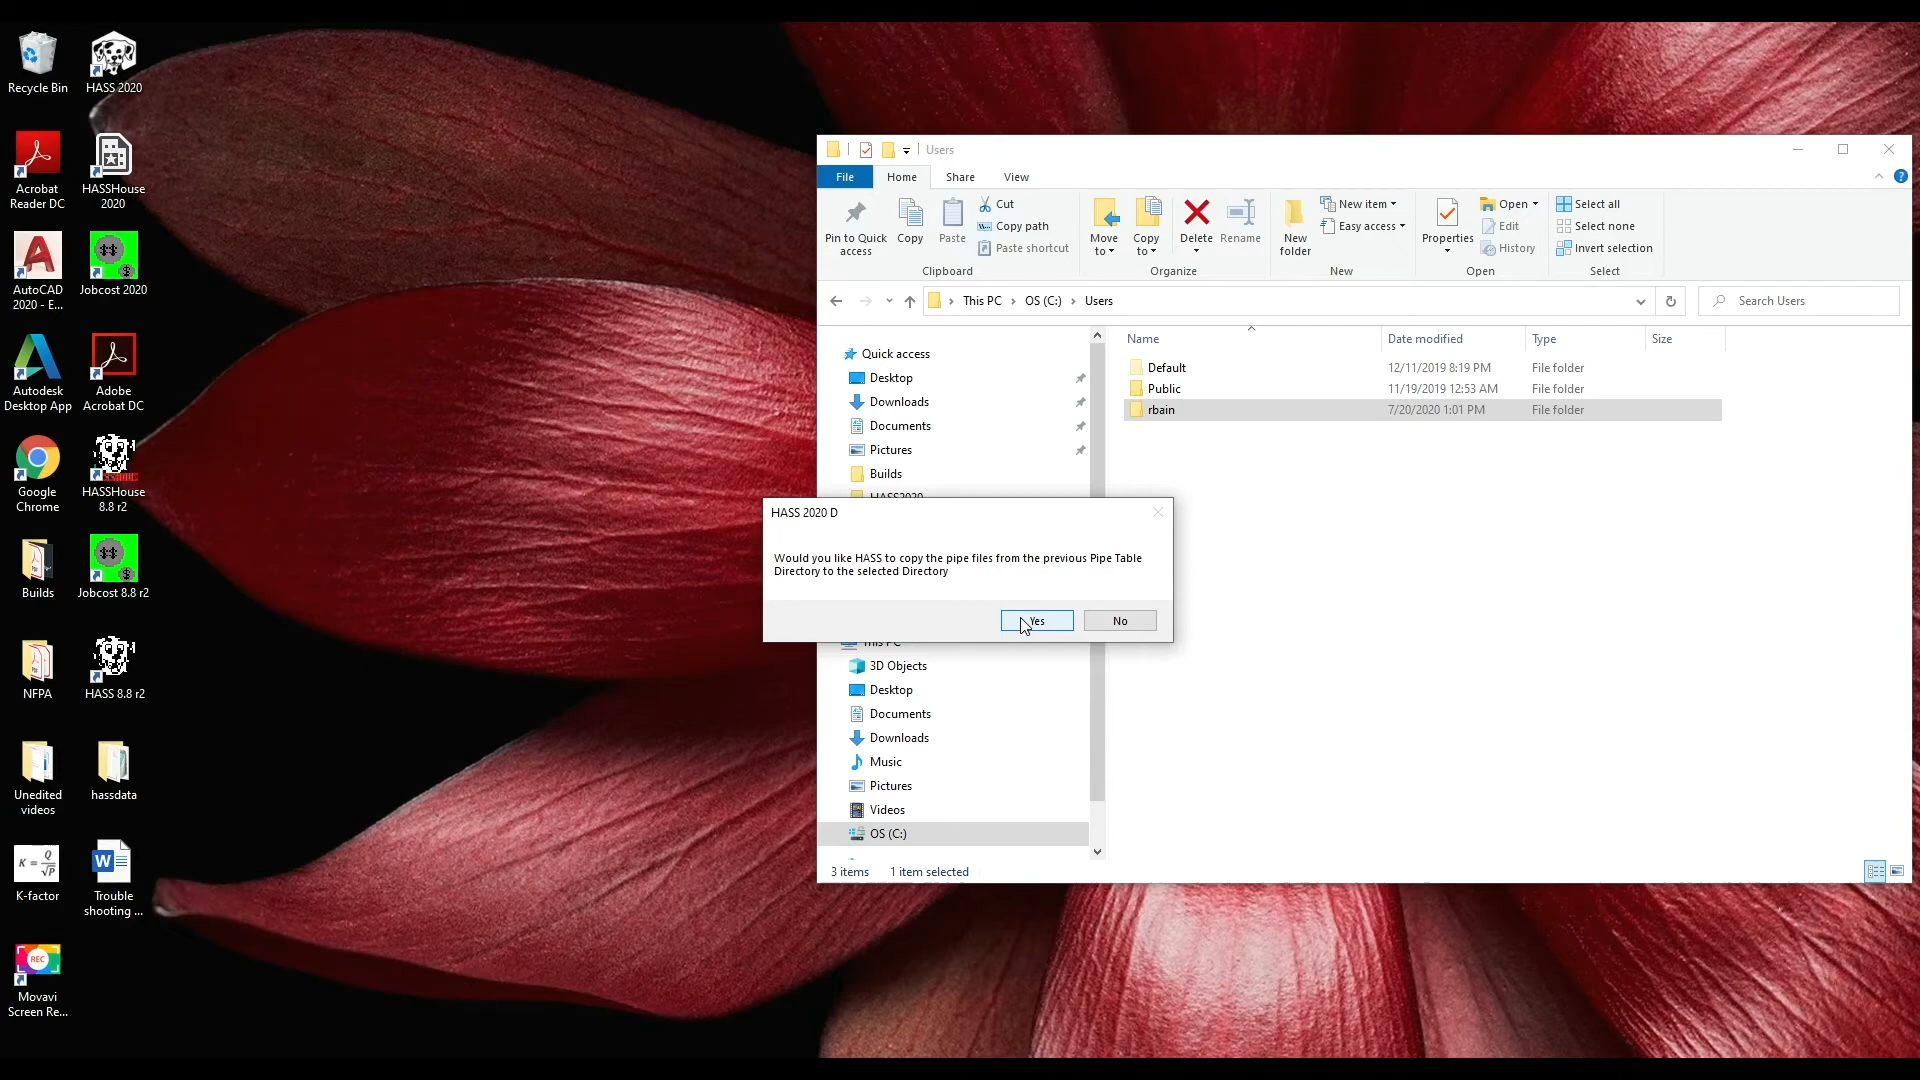 Recycle Bin
HASS 2020
Acrobat
Reader DC
HASSHouse
2020
AutoCAD
2020 - E...
Jobcost 2020
Autodesk
Desktop App
Adobe
Acrobat DC
Google
Chrome
HASSHouse
8.8 r2
Builds
Jobcost 8.8 r2
NFPA
HASS 8.8 r2
Unedited
videos
hassdata
K = Q
√P
K-factor
W
Trouble
shooting ...
REC
Movavi
Screen Re...
Users
File
Home
Share
View
?
Pin to Quick
access
Copy
Paste
Cut
Copy path
Paste shortcut
Clipboard
Move
to
Copy
to
Delete
Rename
Organize
New
folder
New item
Easy access
New
Properties
Open
Edit
History
Open
Select all
Select none
Invert selection
Select
This PC > OS (C:) > Users
Search Users
Name
Date modified
Type
Size
Default 12/11/2019 8:19 PM File folder
Public 11/19/2019 12:53 AM File folder
rbain 7/20/2020 1:01 PM File folder
Quick access
Desktop
Downloads
Documents
Pictures
Builds
HASS2020
HASS 2020 D
Would you like HASS to copy the pipe files from the previous Pipe Table
Directory to the selected Directory
Yes
No
This PC
3D Objects
Desktop
Documents
Downloads
Music
Pictures
Videos
OS (C:)
3 items
1 item selected